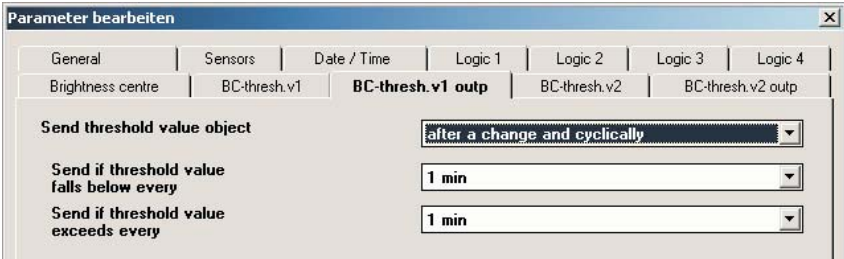 Parameter bearbeiten
General Sensors Date / Time Logic 1 Logic 2 Logic 3 Logic 4
Brightness centre BC-thresh.v1 BC-thresh.v1 outp BC-thresh.v2 BC-thresh.v2 outp
Send threshold value object after a change and cyclically
Send if threshold value
falls below every 1 min
Send if threshold value
exceeds every 1 min